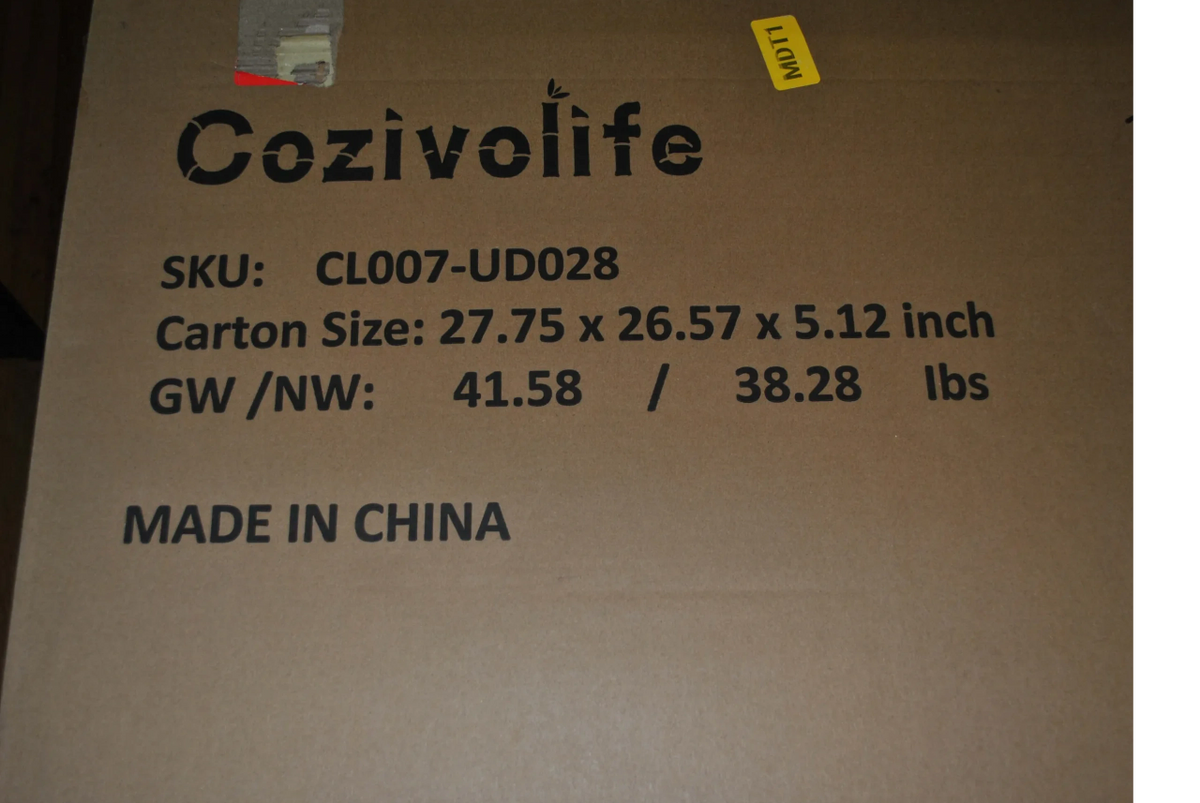 MDT1
Cozivolife
SKU: CL007-UD028
Carton Size: 27.75 x 26.57 x 5.12 inch
GW /NW: 41.58 / 38.28 lbs
MADE IN CHINA